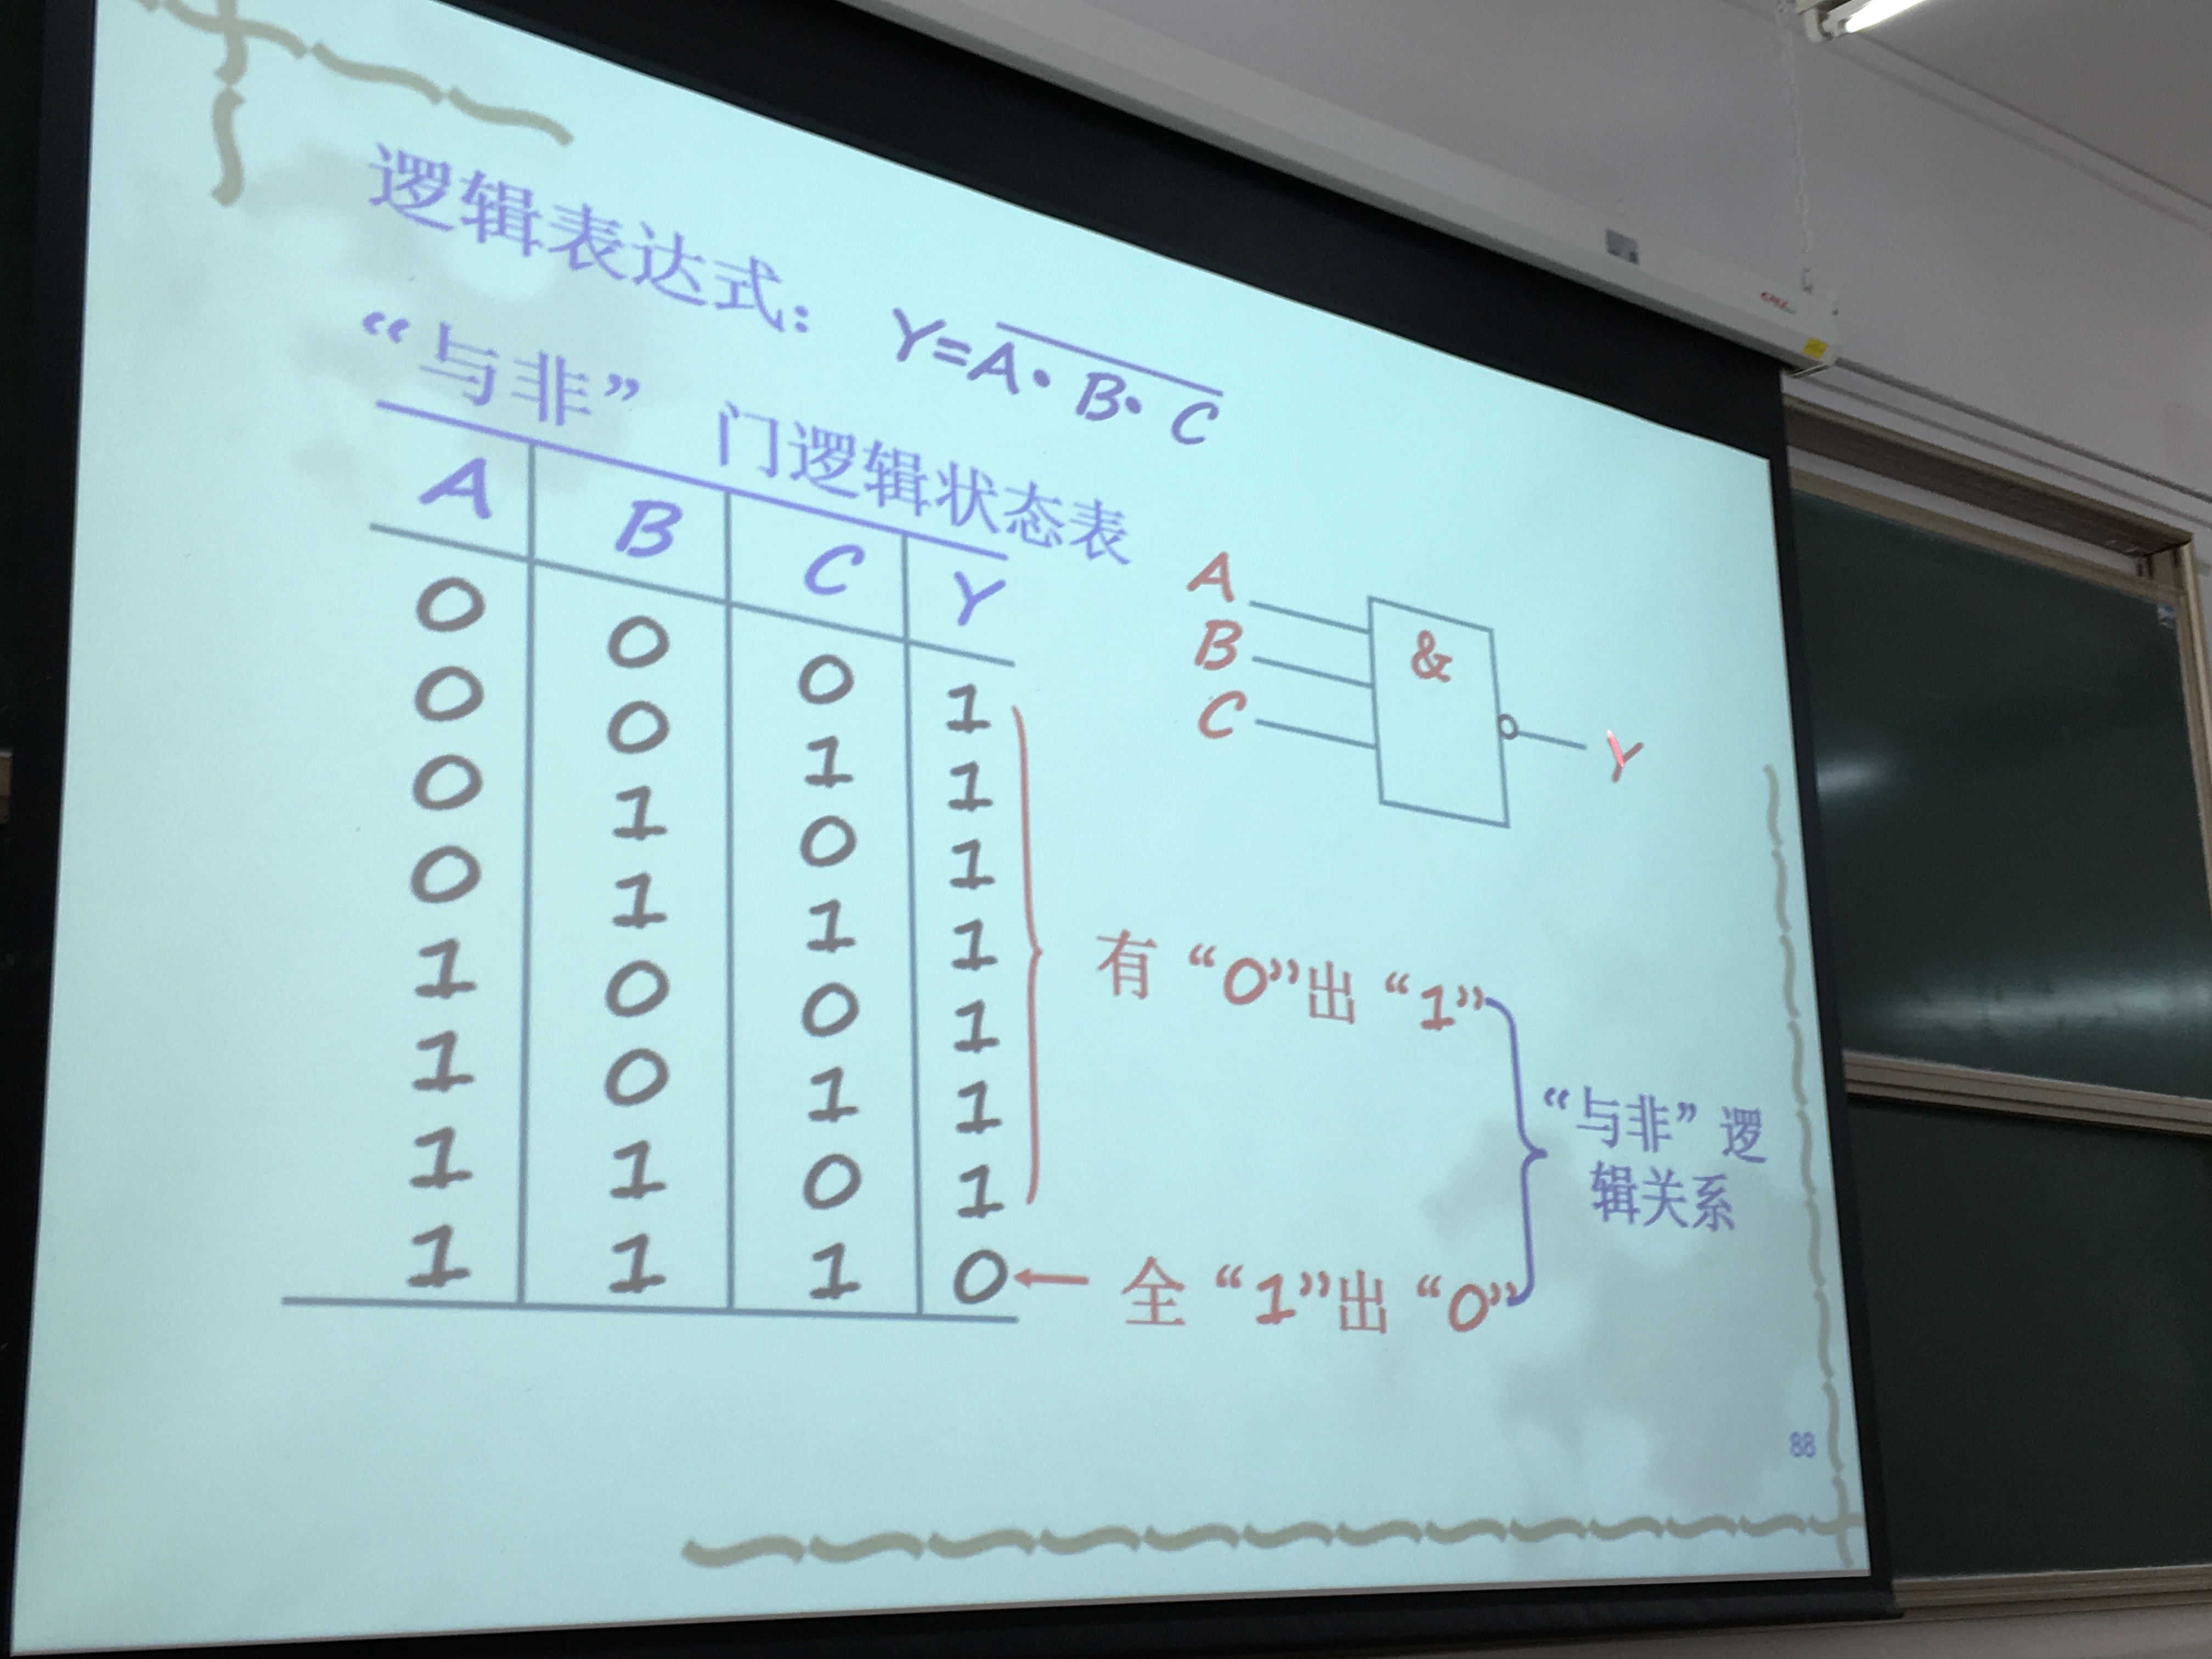 逻辑表达式： Y=A• B• C
“与非” 门逻辑状态表
A B C Y
0 0 0 1
0 0 1 1
0 1 0 1
0 1 1 1
1 0 0 1
1 0 1 1
1 1 0 1
1 1 1 0
A
B
C
&
Y
有 “0”出 “1”
全 “1”出 “0”
“与非” 逻
辑关系
88